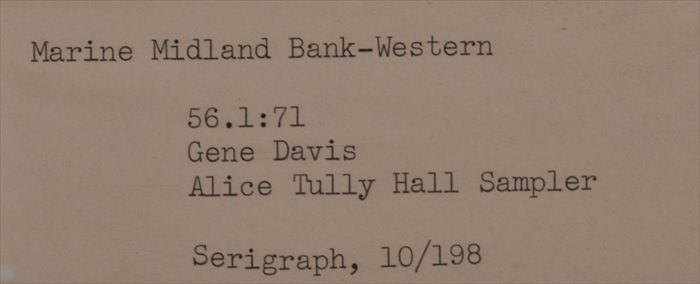 Marine Midland Bank-Western
56.1:71
Gene Davis
Alice Tully Hall Sampler
Serigraph, 10/198